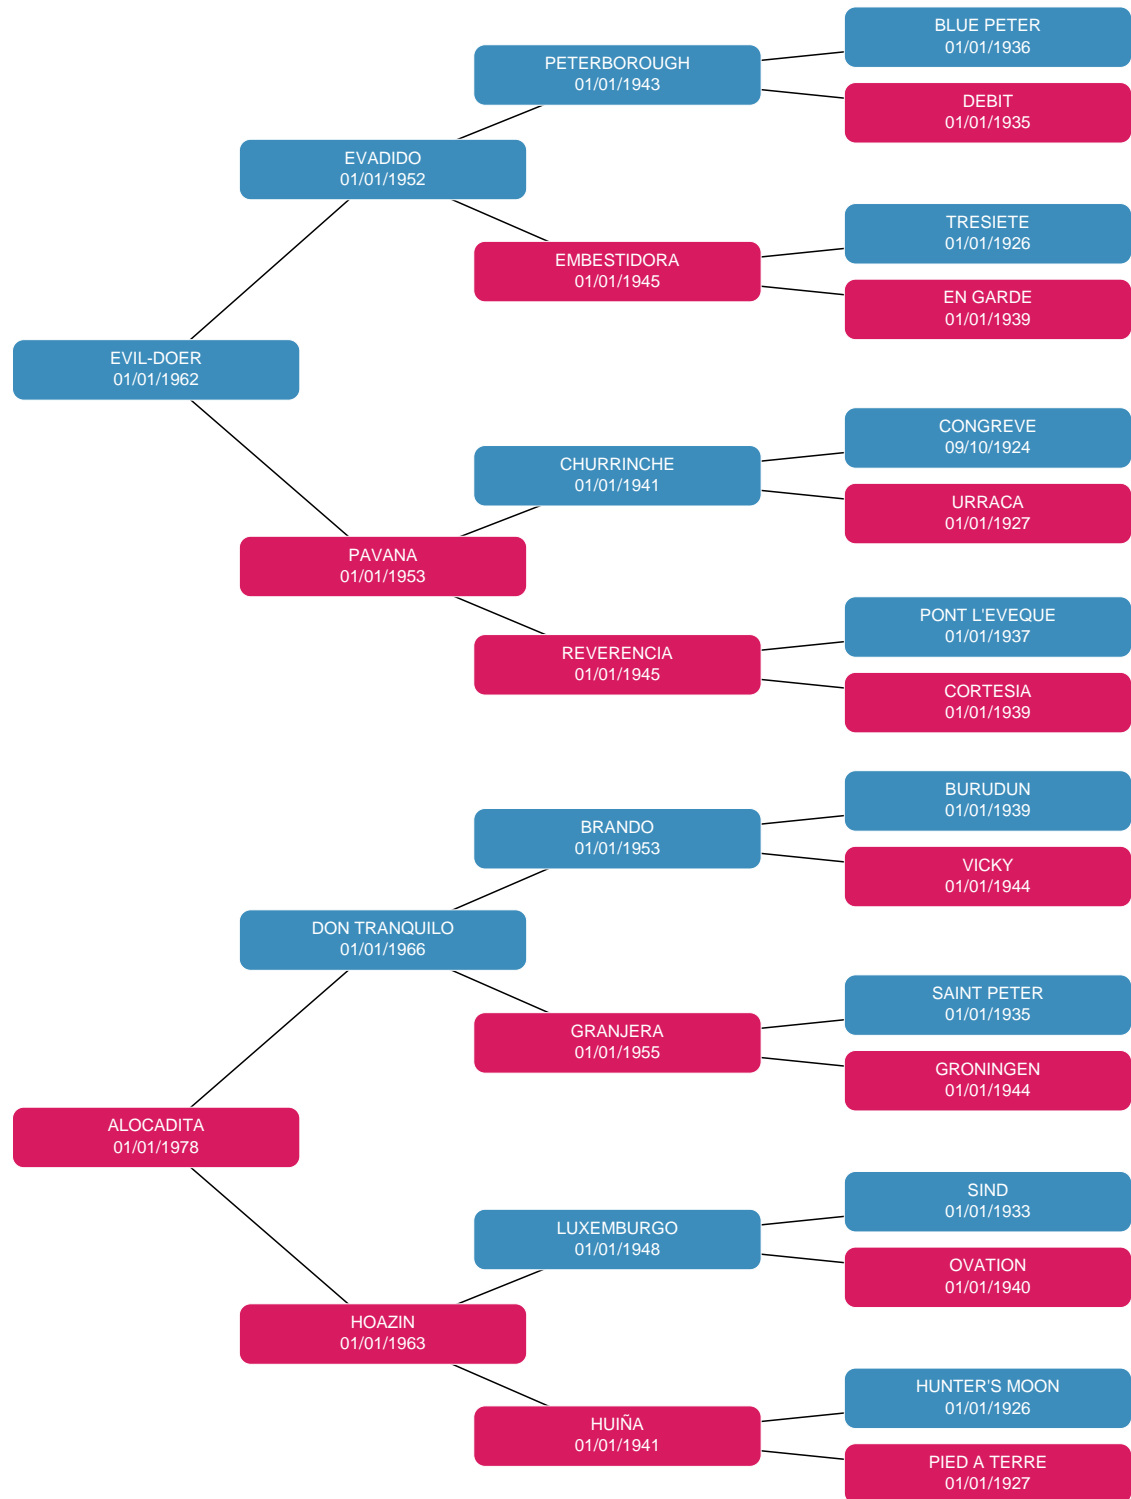 BLUE PETER
01/01/1936
PETERBOROUGH
01/01/1943
DEBIT
01/01/1935
EVADIDO
01/01/1952
TRESIETE
01/01/1926
EMBESTIDORA
01/01/1945
EN GARDE
01/01/1939
EVIL-DOER
01/01/1962
CONGREVE
09/10/1924
CHURRINCHE
01/01/1941
URRACA
01/01/1927
PAVANA
01/01/1953
PONT L'EVEQUE
01/01/1937
REVERENCIA
01/01/1945
CORTESIA
01/01/1939
BURUDUN
01/01/1939
BRANDO
01/01/1953
VICKY
01/01/1944
DON TRANQUILO
01/01/1966
SAINT PETER
01/01/1935
GRANJERA
01/01/1955
GRONINGEN
01/01/1944
ALOCADITA
01/01/1978
SIND
01/01/1933
LUXEMBURGO
01/01/1948
OVATION
01/01/1940
HOAZIN
01/01/1963
HUNTER'S MOON
01/01/1926
HUIÑA
01/01/1941
PIED A TERRE
01/01/1927